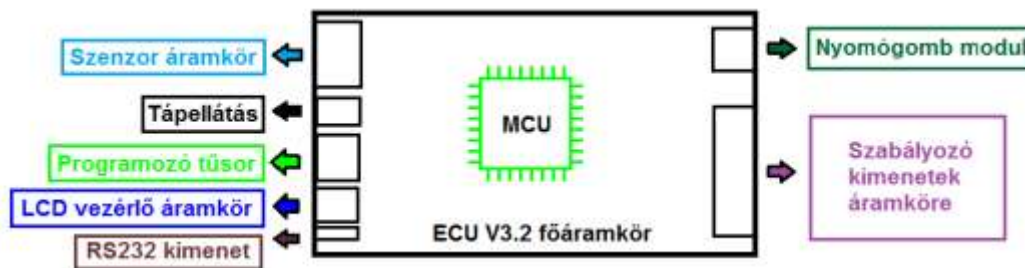 Szenzor áramkör
Tápellátás
Programozó tűsor
LCD vezérlő áramkör
RS232 kimenet
MCU
ECU V3.2 főáramkör
Nyomógomb modul
Szabályozó
kimenetek
áramköre